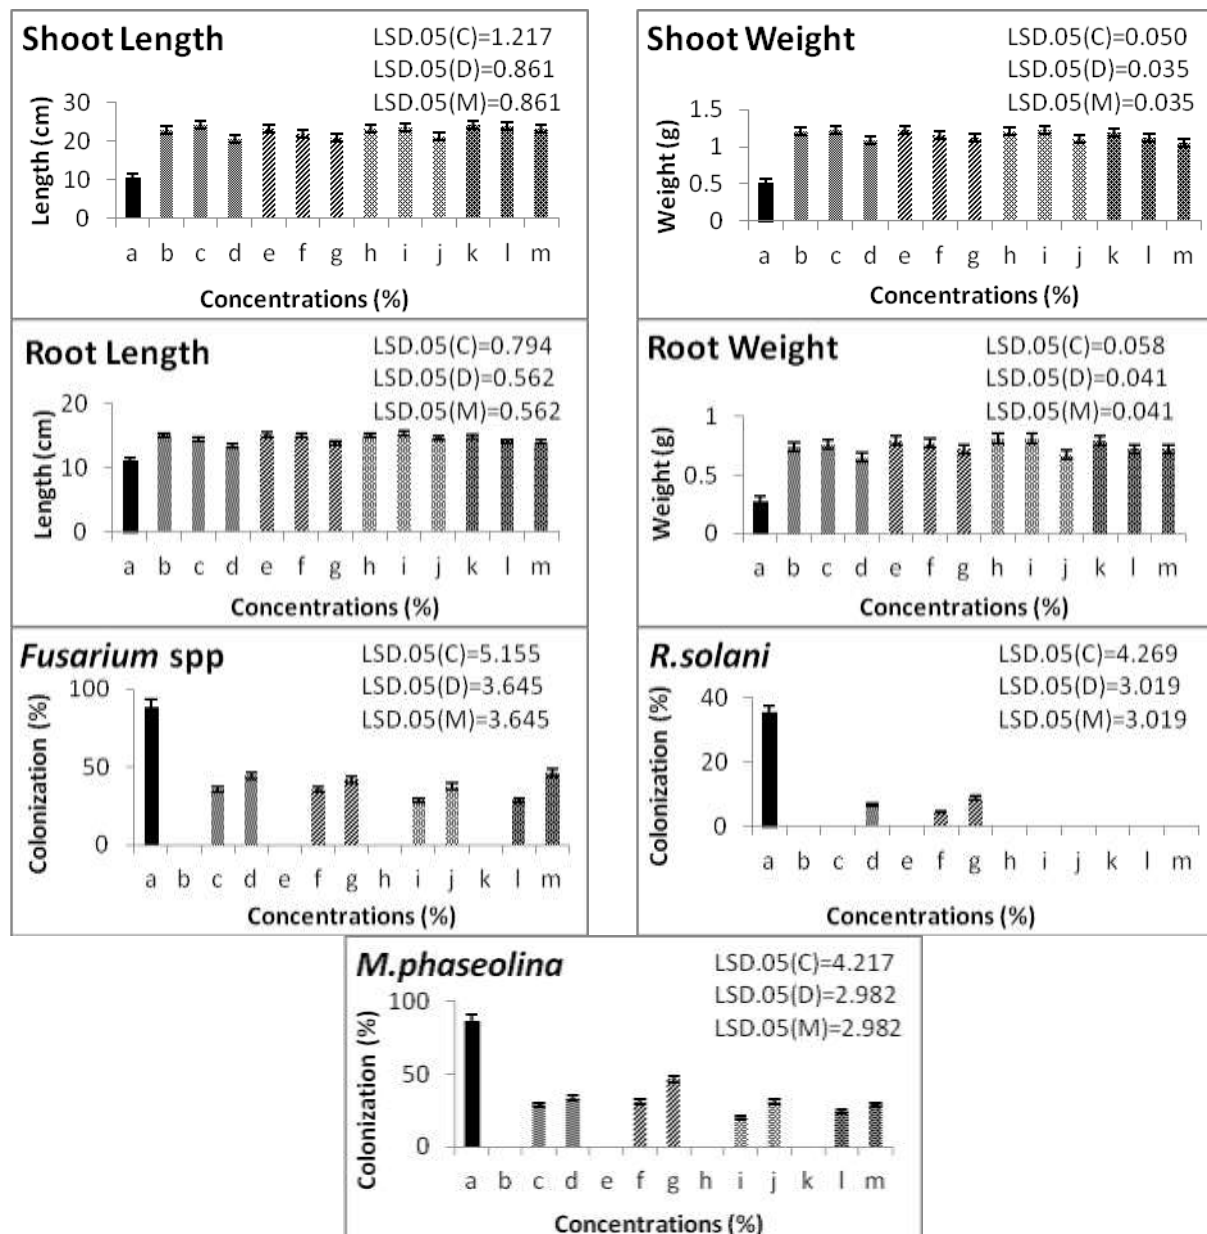 Shoot Length
LSD.05(C)=1.217
LSD.05(D)=0.861
LSD.05(M)=0.861
Length (cm)
30
20
10
0
a b c d e f g h i j k l m
Concentrations (%)
Shoot Weight
LSD.05(C)=0.050
LSD.05(D)=0.035
LSD.05(M)=0.035
Weight (g)
1.5
1
0.5
0
a b c d e f g h i j k l m
Concentrations (%)
Root Length
LSD.05(C)=0.794
LSD.05(D)=0.562
LSD.05(M)=0.562
Length (cm)
20
10
0
a b c d e f g h i j k l m
Concentrations (%)
Root Weight
LSD.05(C)=0.058
LSD.05(D)=0.041
LSD.05(M)=0.041
Weight (g)
1
0.5
0
a b c d e f g h i j k l m
Concentrations (%)
Fusarium spp
LSD.05(C)=5.155
LSD.05(D)=3.645
LSD.05(M)=3.645
Colonization (%)
100
50
0
a b c d e f g h i j k l m
Concentrations (%)
R.solani
LSD.05(C)=4.269
LSD.05(D)=3.019
LSD.05(M)=3.019
Colonization (%)
40
20
0
a b c d e f g h i j k l m
Concentrations (%)
M.phaseolina
LSD.05(C)=4.217
LSD.05(D)=2.982
LSD.05(M)=2.982
Colonization (%)
100
50
0
a b c d e f g h i j k l m
Concentrations (%)